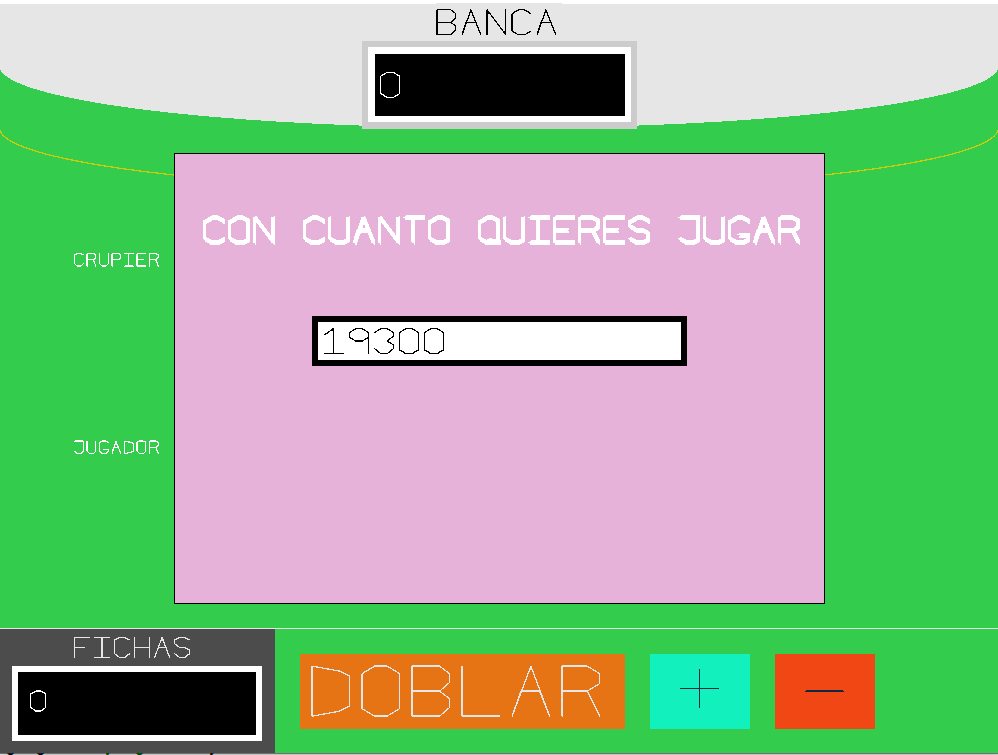 BANCA
0
CON CUANTO QUIERES JUGAR
CRUPIER
19300
JUGADOR
FICHAS
0
DOBLAR + —